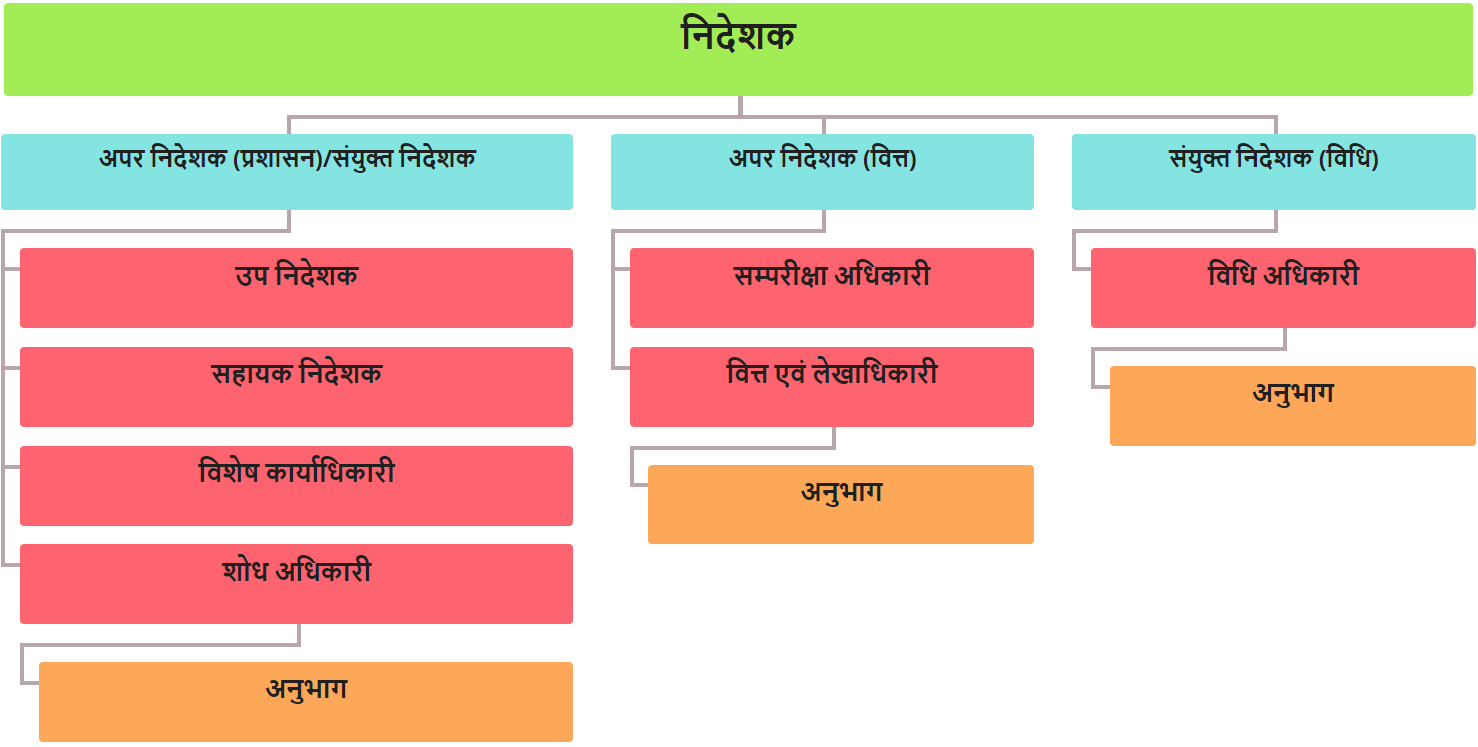 निदेशक
अपर निदेशक (प्रशासन)/संयुक्त निदेशक
उप निदेशक
सहायक निदेशक
विशेष कार्याधिकारी
शोध अधिकारी
अनुभाग
अपर निदेशक (वित्त)
सम्परीक्षा अधिकारी
वित्त एवं लेखाधिकारी
अनुभाग
संयुक्त निदेशक (विधि)
विधि अधिकारी
अनुभाग